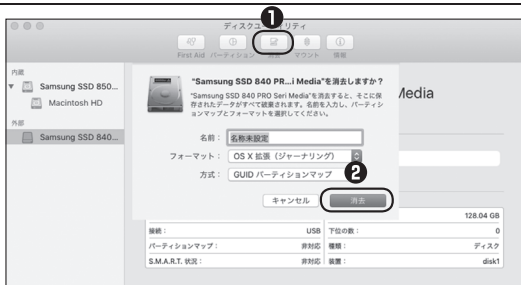 ❶
ディスクユーティリティ
First Aid パーティション 消去 マウント 情報
内蔵
Samsung SSD 850...
Macintosh HD
外部
Samsung SSD 840...
"Samsung SSD 840 PR...i Media"を消去しますか？
"Samsung SSD 840 PRO Seri Media"を消去すると、そこに保
存されたデータがすべて破棄されます。名前を入力し、パーティシ
ョンマップとフォーマットを選択してください。
Media
名前： 名称未設定
フォーマット： OS X 拡張（ジャーナリング）
方式： GUID パーティションマップ
❷
キャンセル 消去
128.04 GB
接続： USB 下位の数： 0
パーティションマップ： 非対応 種類： ディスク
S.M.A.R.T. 状況： 非対応 装置： disk1